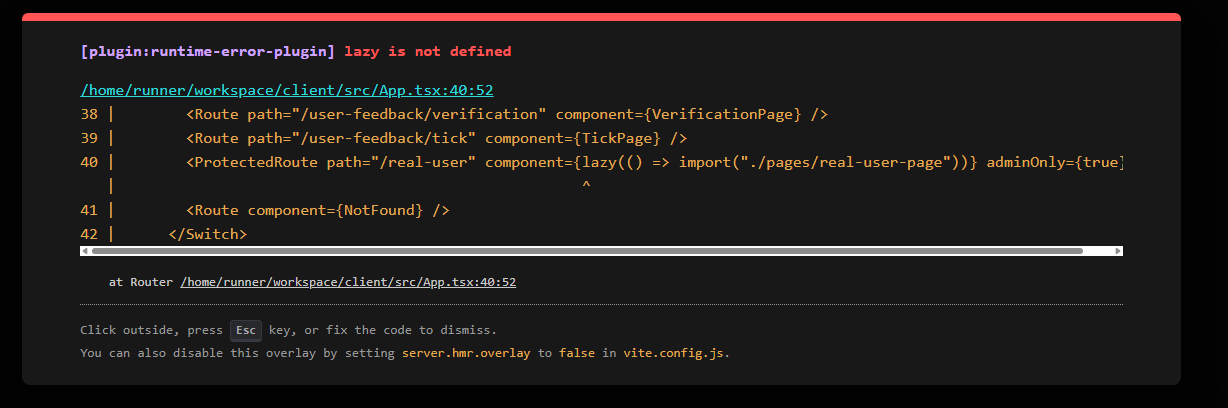 [plugin:runtime-error-plugin] lazy is not defined
/home/runner/workspace/client/src/App.tsx:40:52
38 |        <Route path="/user-feedback/verification" component={VerificationPage} />
39 |        <Route path="/user-feedback/tick" component={TickPage} />
40 |        <ProtectedRoute path="/real-user" component={lazy(() => import("./pages/real-user-page"))} adminOnly={true}
   |                                                     ^
41 |        <Route component={NotFound} />
42 |      </Switch>
at Router /home/runner/workspace/client/src/App.tsx:40:52
Click outside, press Esc key, or fix the code to dismiss.
You can also disable this overlay by setting server.hmr.overlay to false in vite.config.js.